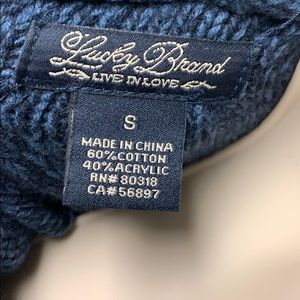 Lucky Brand
LIVE IN LOVE
S
MADE IN CHINA
60% COTTON
40% ACRYLIC
RN# 80318
CA# 56897